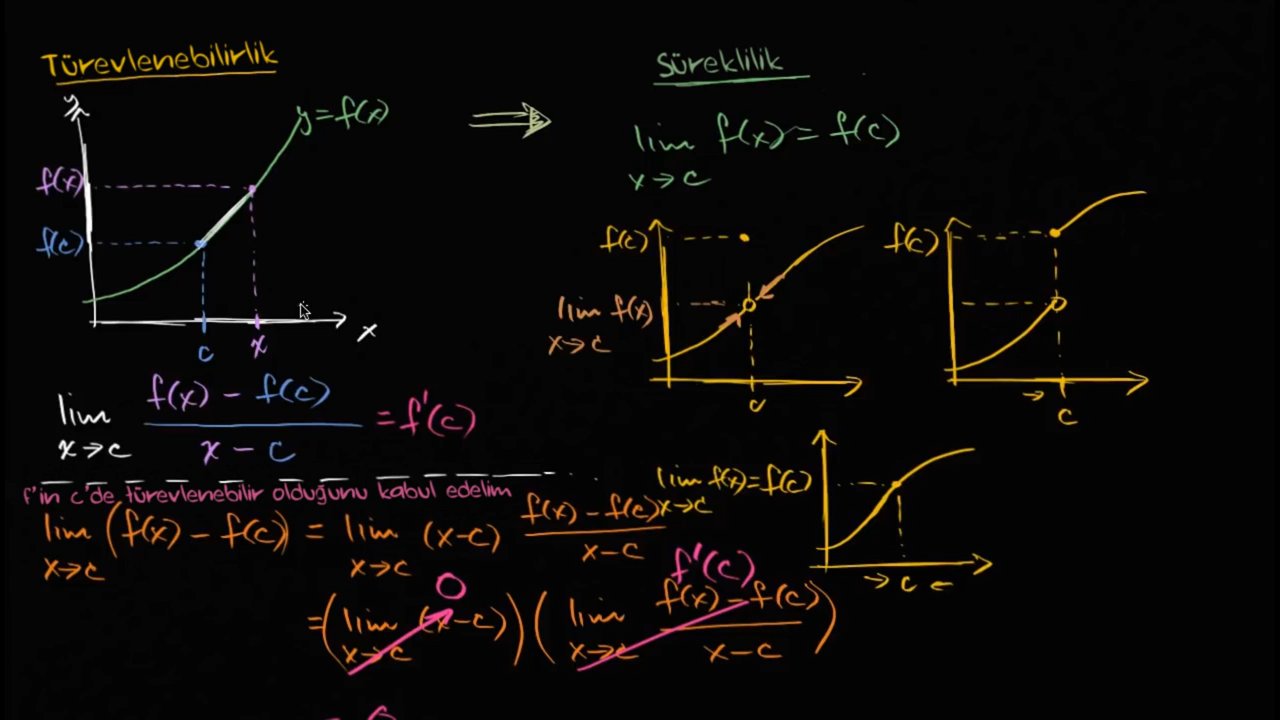 Türevlenebilirlik
y
y=f(x)
f(x)
f(c)
c
x
x
lim f(x) - f(c) = f'(c)
x→c x - c
f'in c'de türevlenebilir olduğunu kabul edelim
lim (f(x) - f(c)) = lim (x-c) f(x) - f(c)
x→c x→c x-c
0
f'(c)
=(lim (x-c)) (lim f(x) - f(c))
x→c x→c x-c
Süreklilik
lim f(x) = f(c)
x→c
f(c)
lim f(x)
x→c
c
f(c)
→ c
lim f(x)=f(c)
x→c
→ c ←